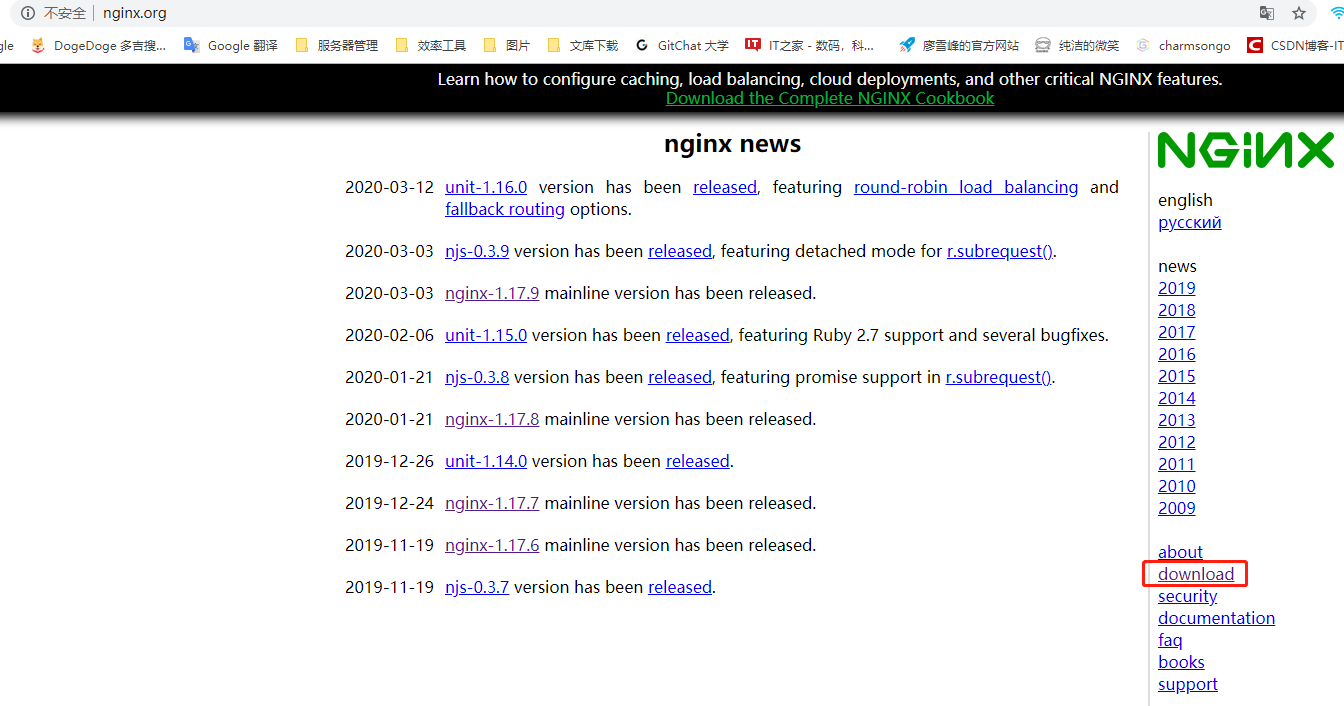 不安全 nginx.org
gle DogeDoge 多吉搜... Google 翻译 服务器管理 效率工具 图片 文库下载 GitChat 大学 IT之家 - 数码，科... 廖雪峰的官方网站 纯洁的微笑 charmsongo CSDN博客-IT
Learn how to configure caching, load balancing, cloud deployments, and other critical NGINX features.
Download the Complete NGINX Cookbook
nginx news
2020-03-12 unit-1.16.0 version has been released, featuring round-robin load balancing and
fallback routing options.
2020-03-03 njs-0.3.9 version has been released, featuring detached mode for r.subrequest().
2020-03-03 nginx-1.17.9 mainline version has been released.
2020-02-06 unit-1.15.0 version has been released, featuring Ruby 2.7 support and several bugfixes.
2020-01-21 njs-0.3.8 version has been released, featuring promise support in r.subrequest().
2020-01-21 nginx-1.17.8 mainline version has been released.
2019-12-26 unit-1.14.0 version has been released.
2019-12-24 nginx-1.17.7 mainline version has been released.
2019-11-19 nginx-1.17.6 mainline version has been released.
2019-11-19 njs-0.3.7 version has been released.
NGINX
english
русский
news
2019
2018
2017
2016
2015
2014
2013
2012
2011
2010
2009
about
download
security
documentation
faq
books
support